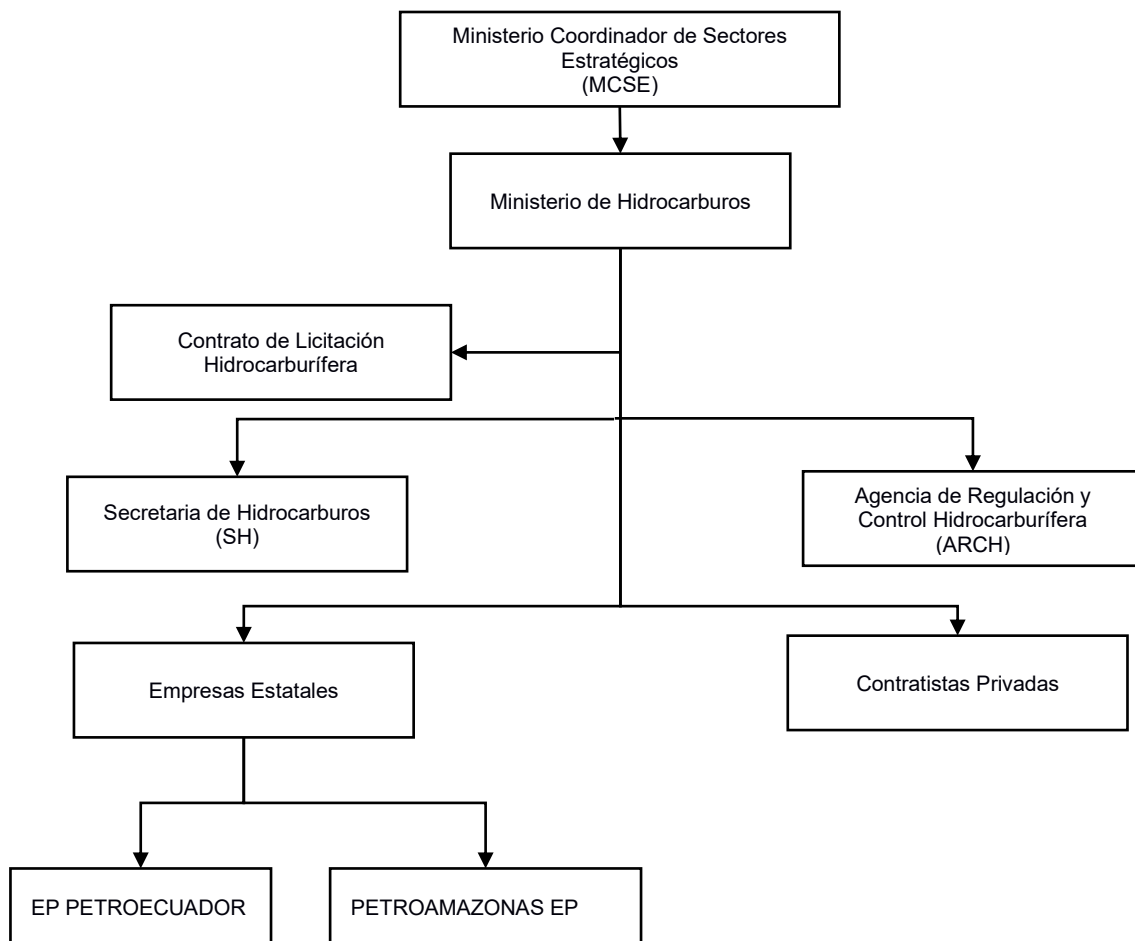 Ministerio Coordinador de Sectores
Estratégicos
(MCSE)
Ministerio de Hidrocarburos
Contrato de Licitación
Hidrocarburífera
Secretaria de Hidrocarburos
(SH)
Agencia de Regulación y
Control Hidrocarburífera
(ARCH)
Empresas Estatales
Contratistas Privadas
EP PETROECUADOR
PETROAMAZONAS EP